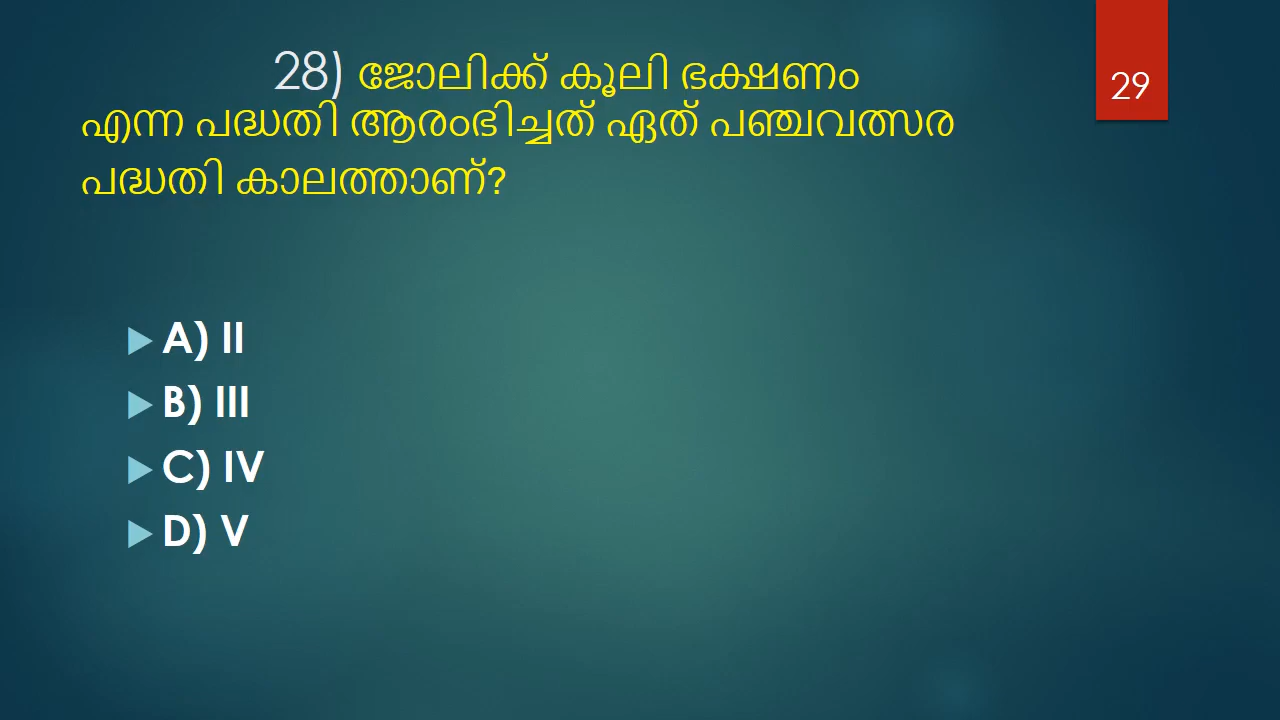 28) ജോലിക്ക് കൂലി ഭക്ഷണം
29
എന്ന പദ്ധതി ആരംഭിച്ചത് ഏത് പഞ്ചവത്സര
പദ്ധതി കാലത്താണ്?
A) II
B) III
C) IV
D) V